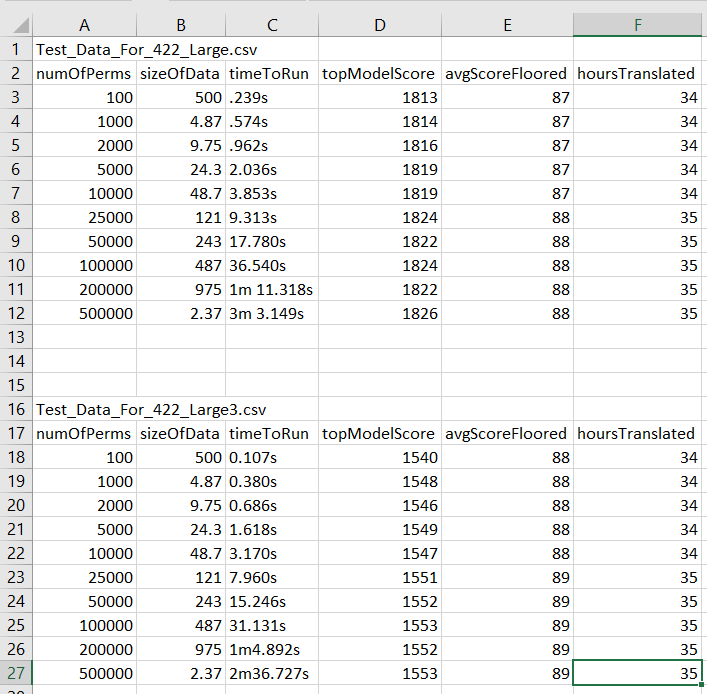 A B C D E F
1 Test_Data_For_422_Large.csv
2 numOfPerms sizeOfData timeToRun topModelScore avgScoreFloored hoursTranslated
3 100 500 .239s 1813 87 34
4 1000 4.87 .574s 1814 87 34
5 2000 9.75 .962s 1816 87 34
6 5000 24.3 2.036s 1819 87 34
7 10000 48.7 3.853s 1819 87 34
8 25000 121 9.313s 1824 88 35
9 50000 243 17.780s 1822 88 35
10 100000 487 36.540s 1824 88 35
11 200000 975 1m 11.318s 1822 88 35
12 500000 2.37 3m 3.149s 1826 88 35
13
14
15
16 Test_Data_For_422_Large3.csv
17 numOfPerms sizeOfData timeToRun topModelScore avgScoreFloored hoursTranslated
18 100 500 0.107s 1540 88 34
19 1000 4.87 0.380s 1548 88 34
20 2000 9.75 0.686s 1546 88 34
21 5000 24.3 1.618s 1549 88 34
22 10000 48.7 3.170s 1547 88 34
23 25000 121 7.960s 1551 89 35
24 50000 243 15.246s 1552 89 35
25 100000 487 31.131s 1553 89 35
26 200000 975 1m4.892s 1552 89 35
27 500000 2.37 2m36.727s 1553 89 35